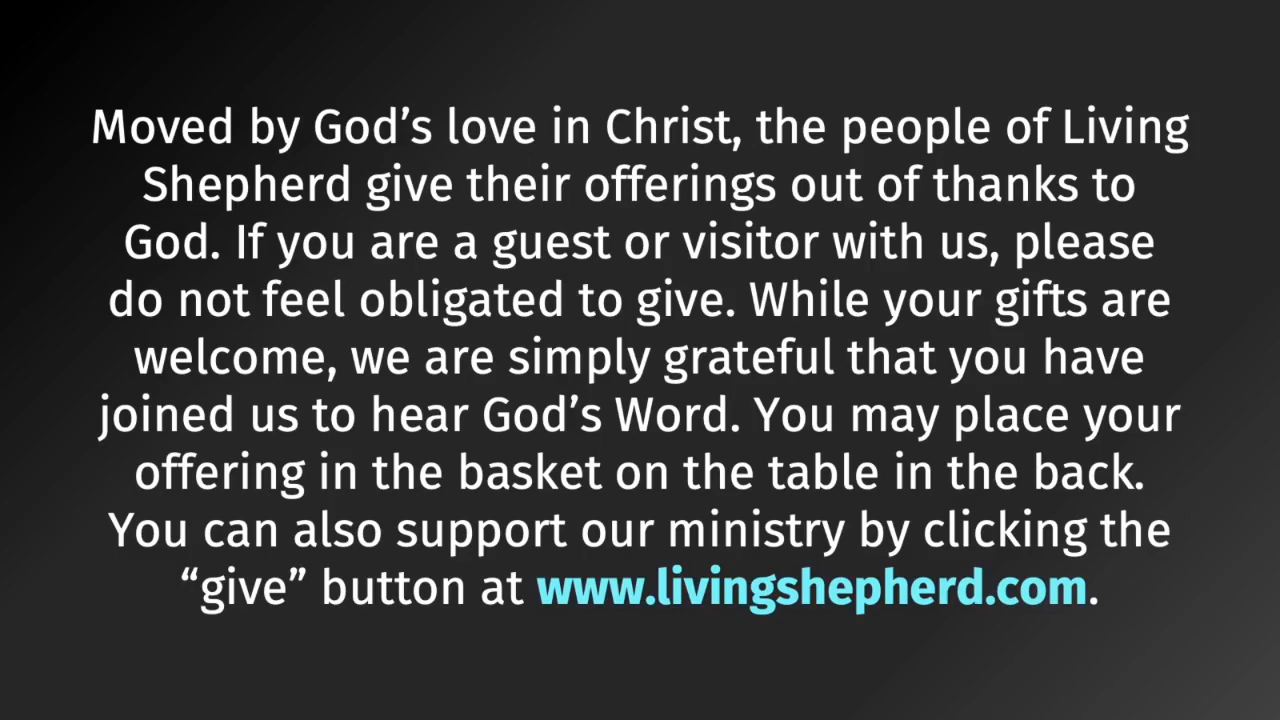 Moved by God’s love in Christ, the people of Living
Shepherd give their offerings out of thanks to
God. If you are a guest or visitor with us, please
do not feel obligated to give. While your gifts are
welcome, we are simply grateful that you have
joined us to hear God’s Word. You may place your
offering in the basket on the table in the back.
You can also support our ministry by clicking the
“give” button at www.livingshepherd.com.